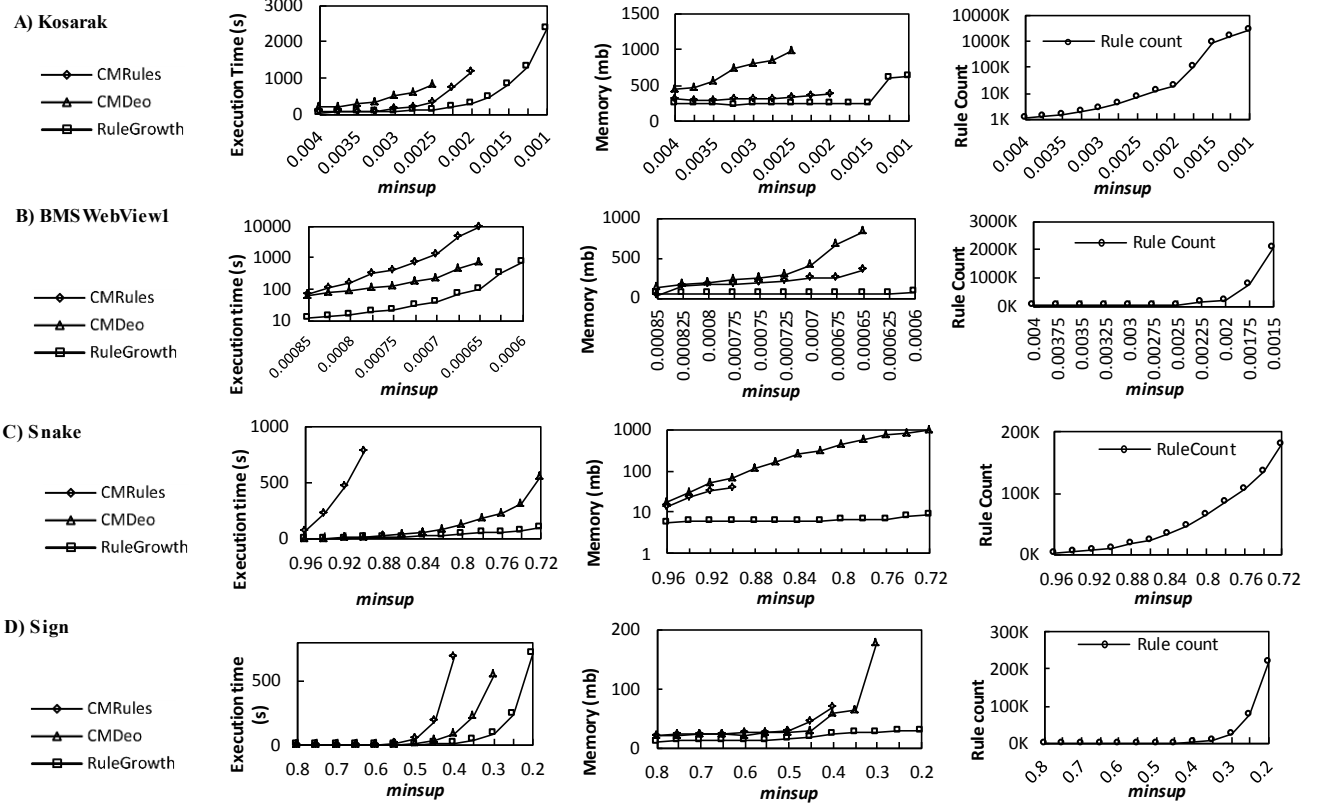 A) Kosarak
CMRules
CMDeo
RuleGrowth
Execution Time (s)
3000
2000
1000
0
0.004
0.0035
0.003
0.0025
0.002
0.0015
0.001
minsup
Memory (mb)
1500
1000
500
0
0.004
0.0035
0.003
0.0025
0.002
0.0015
0.001
minsup
Rule Count
10000K
1000K
100K
10K
1K
Rule count
0.004
0.0035
0.003
0.0025
0.002
0.0015
0.001
minsup
B) BMSWebView1
CMRules
CMDeo
RuleGrowth
Execution time (s)
10000
1000
100
10
0.00085
0.0008
0.00075
0.0007
0.00065
0.0006
minsup
Memory (mb)
1000
500
0
0.00085
0.000825
0.0008
0.000775
0.00075
0.000725
0.0007
0.000675
0.00065
0.000625
0.0006
minsup
Rule Count
3000K
2000K
1000K
0K
Rule Count
0.004
0.00375
0.0035
0.00325
0.003
0.00275
0.0025
0.00225
0.002
0.00175
0.0015
minsup
C) Snake
CMRules
CMDeo
RuleGrowth
Execution time (s)
1000
500
0
0.96
0.92
0.88
0.84
0.8
0.76
0.72
minsup
Memory (mb)
1000
100
10
1
0.96
0.92
0.88
0.84
0.8
0.76
0.72
minsup
Rule Count
200K
100K
0K
RuleCount
0.96
0.92
0.88
0.84
0.8
0.76
0.72
minsup
D) Sign
CMRules
CMDeo
RuleGrowth
Execution time
(s)
500
0
0.8
0.7
0.6
0.5
0.4
0.3
0.2
minsup
Memory (mb)
200
100
0
0.8
0.7
0.6
0.5
0.4
0.3
0.2
minsup
Rule count
300K
200K
100K
0K
Rule count
0.8
0.7
0.6
0.5
0.4
0.3
0.2
minsup